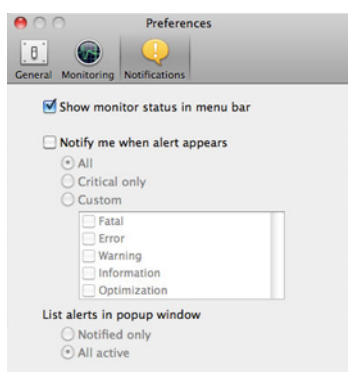 Preferences
General Monitoring Notifications
Show monitor status in menu bar
Notify me when alert appears
All
Critical only
Custom
Fatal
Error
Warning
Information
Optimization
List alerts in popup window
Notified only
All active